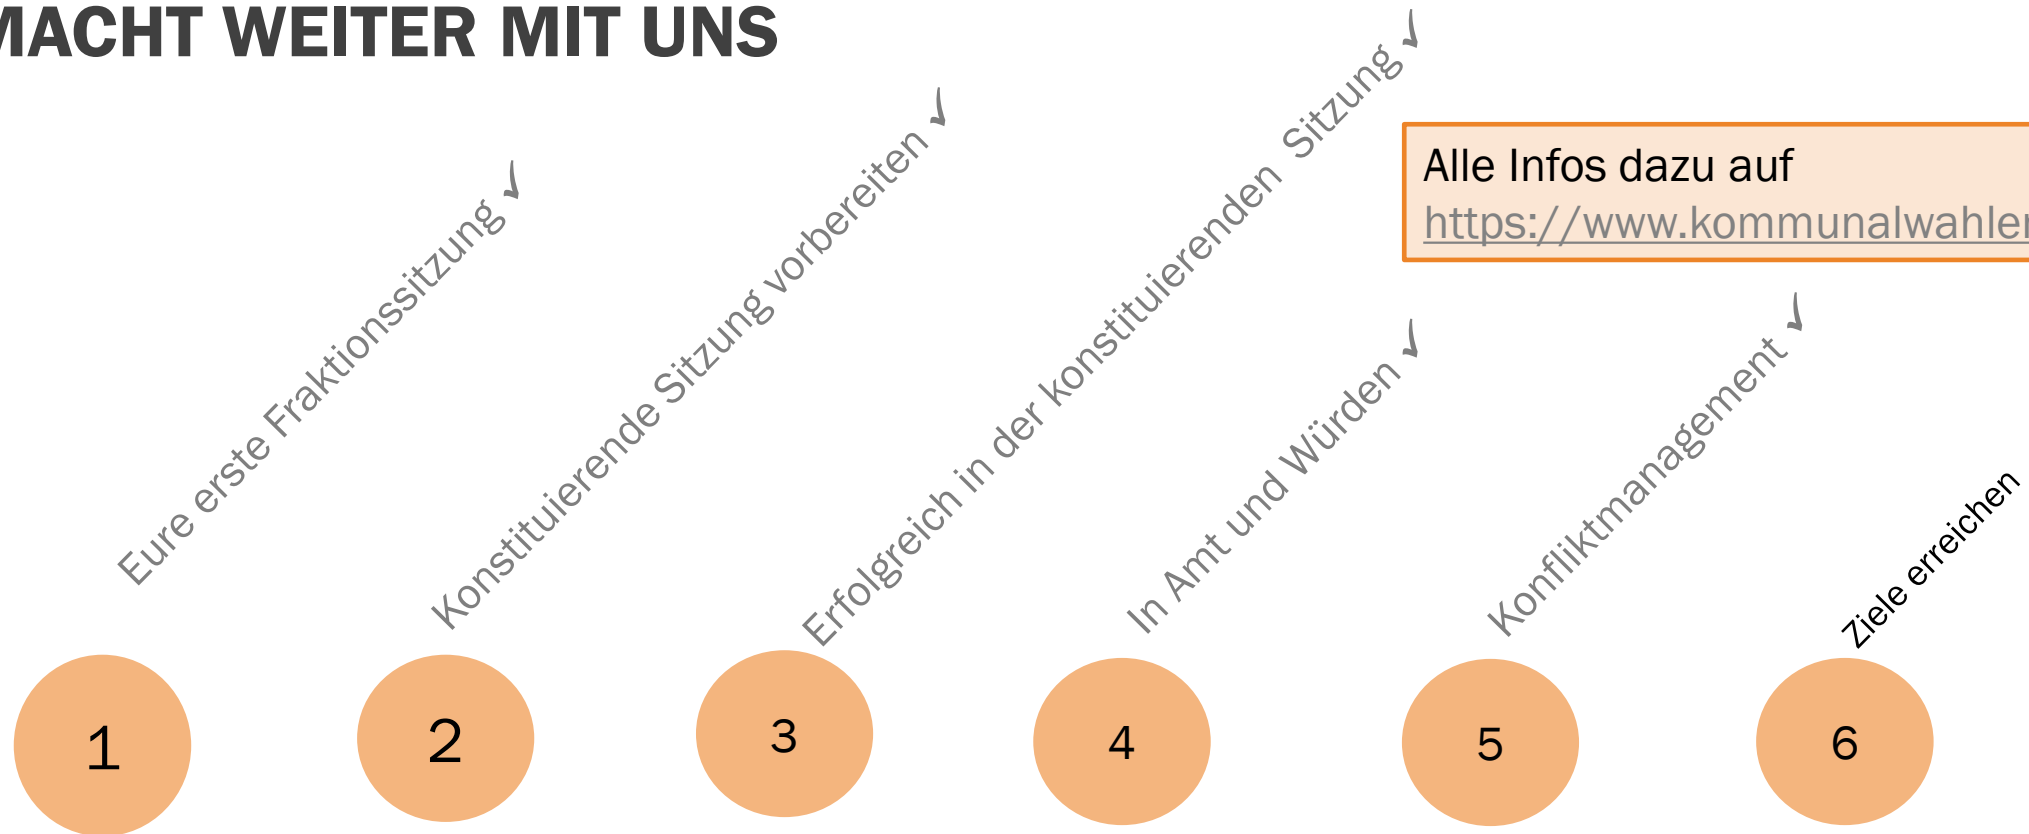 MACHT WEITER MIT UNS
Alle Infos dazu auf
https://www.kommunalwahler
Eure erste Fraktionssitzung ✓
Konstituierende Sitzung vorbereiten ✓
Erfolgreich in der konstituierenden Sitzung ✓
In Amt und Würden ✓
Konfliktmanagement ✓
Ziele erreichen
1
2
3
4
5
6